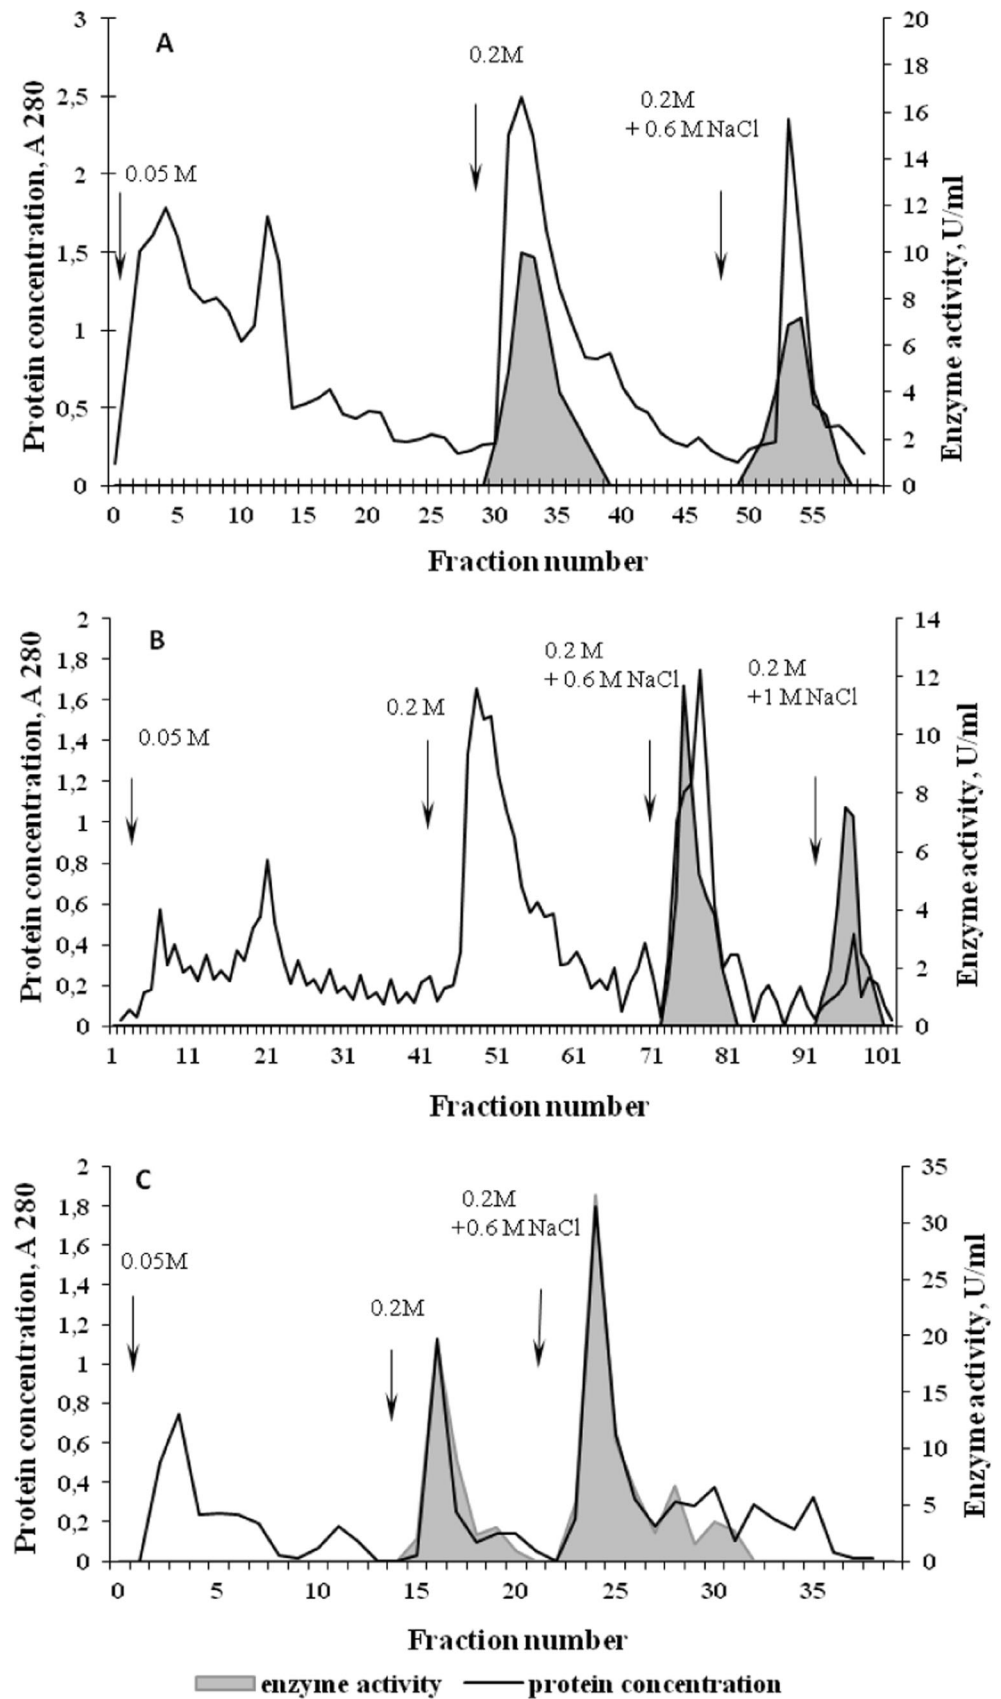 A
0.05 M
0.2M
0.2M
+ 0.6 M NaCl
Protein concentration, A 280
3
2,5
2
1,5
1
0,5
0
20
18
16
14
12
10
8
6
4
2
0
Enzyme activity, U/ml
0 5 10 15 20 25 30 35 40 45 50 55
Fraction number
B
0.05 M
0.2 M
0.2 M
+ 0.6 M NaCl
0.2 M
+1 M NaCl
Protein concentration, A 280
2
1,8
1,6
1,4
1,2
1
0,8
0,6
0,4
0,2
0
14
12
10
8
6
4
2
0
Enzyme activity, U/ml
1 11 21 31 41 51 61 71 81 91 101
Fraction number
C
0.05M
0.2M
0.2M
+0.6 M NaCl
Protein concentration, A 280
2
1,8
1,6
1,4
1,2
1
0,8
0,6
0,4
0,2
0
35
30
25
20
15
10
5
0
Enzyme activity, U/ml
0 5 10 15 20 25 30 35
Fraction number
enzyme activity protein concentration